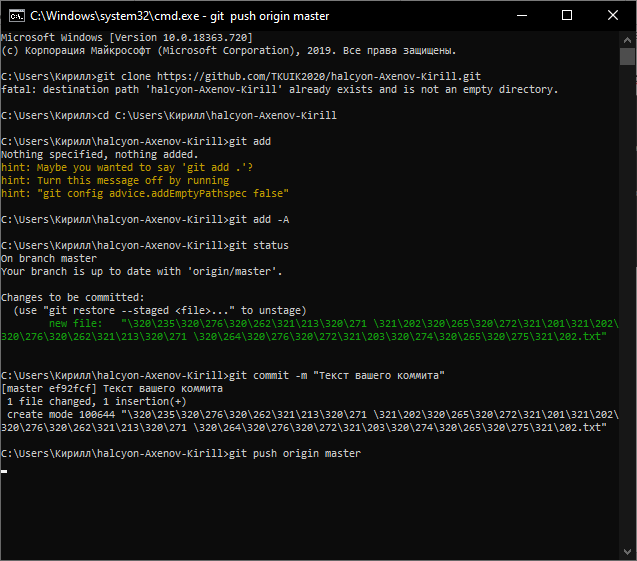 C:\Windows\system32\cmd.exe - git push origin master
Microsoft Windows [Version 10.0.18363.720]
(c) Корпорация Майкрософт (Microsoft Corporation), 2019. Все права защищены.
C:\Users\Кирилл>git clone https://github.com/TKUIK2020/halcyon-Axenov-Kirill.git
fatal: destination path 'halcyon-Axenov-Kirill' already exists and is not an empty directory.
C:\Users\Кирилл>cd C:\Users\Кирилл\halcyon-Axenov-Kirill
C:\Users\Кирилл\halcyon-Axenov-Kirill>git add
Nothing specified, nothing added.
hint: Maybe you wanted to say 'git add .'?
hint: Turn this message off by running
hint: "git config advice.addEmptyPathspec false"
C:\Users\Кирилл\halcyon-Axenov-Kirill>git add -A
C:\Users\Кирилл\halcyon-Axenov-Kirill>git status
On branch master
Your branch is up to date with 'origin/master'.
Changes to be committed:
(use "git restore --staged <file>..." to unstage)
new file: "\320\235\320\276\320\262\321\213\320\271 \321\202\320\265\320\272\321\201\321\202\
320\276\320\262\321\213\320\271 \320\264\320\276\320\272\321\203\320\274\320\265\320\275\321\202.txt"
C:\Users\Кирилл\halcyon-Axenov-Kirill>git commit -m "Текст вашего коммита"
[master ef92fcf] Текст вашего коммита
1 file changed, 1 insertion(+)
create mode 100644 "\320\235\320\276\320\262\321\213\320\271 \321\202\320\265\320\272\321\201\321\202\
320\276\320\262\321\213\320\271 \320\264\320\276\320\272\321\203\320\274\320\265\320\275\321\202.txt"
C:\Users\Кирилл\halcyon-Axenov-Kirill>git push origin master